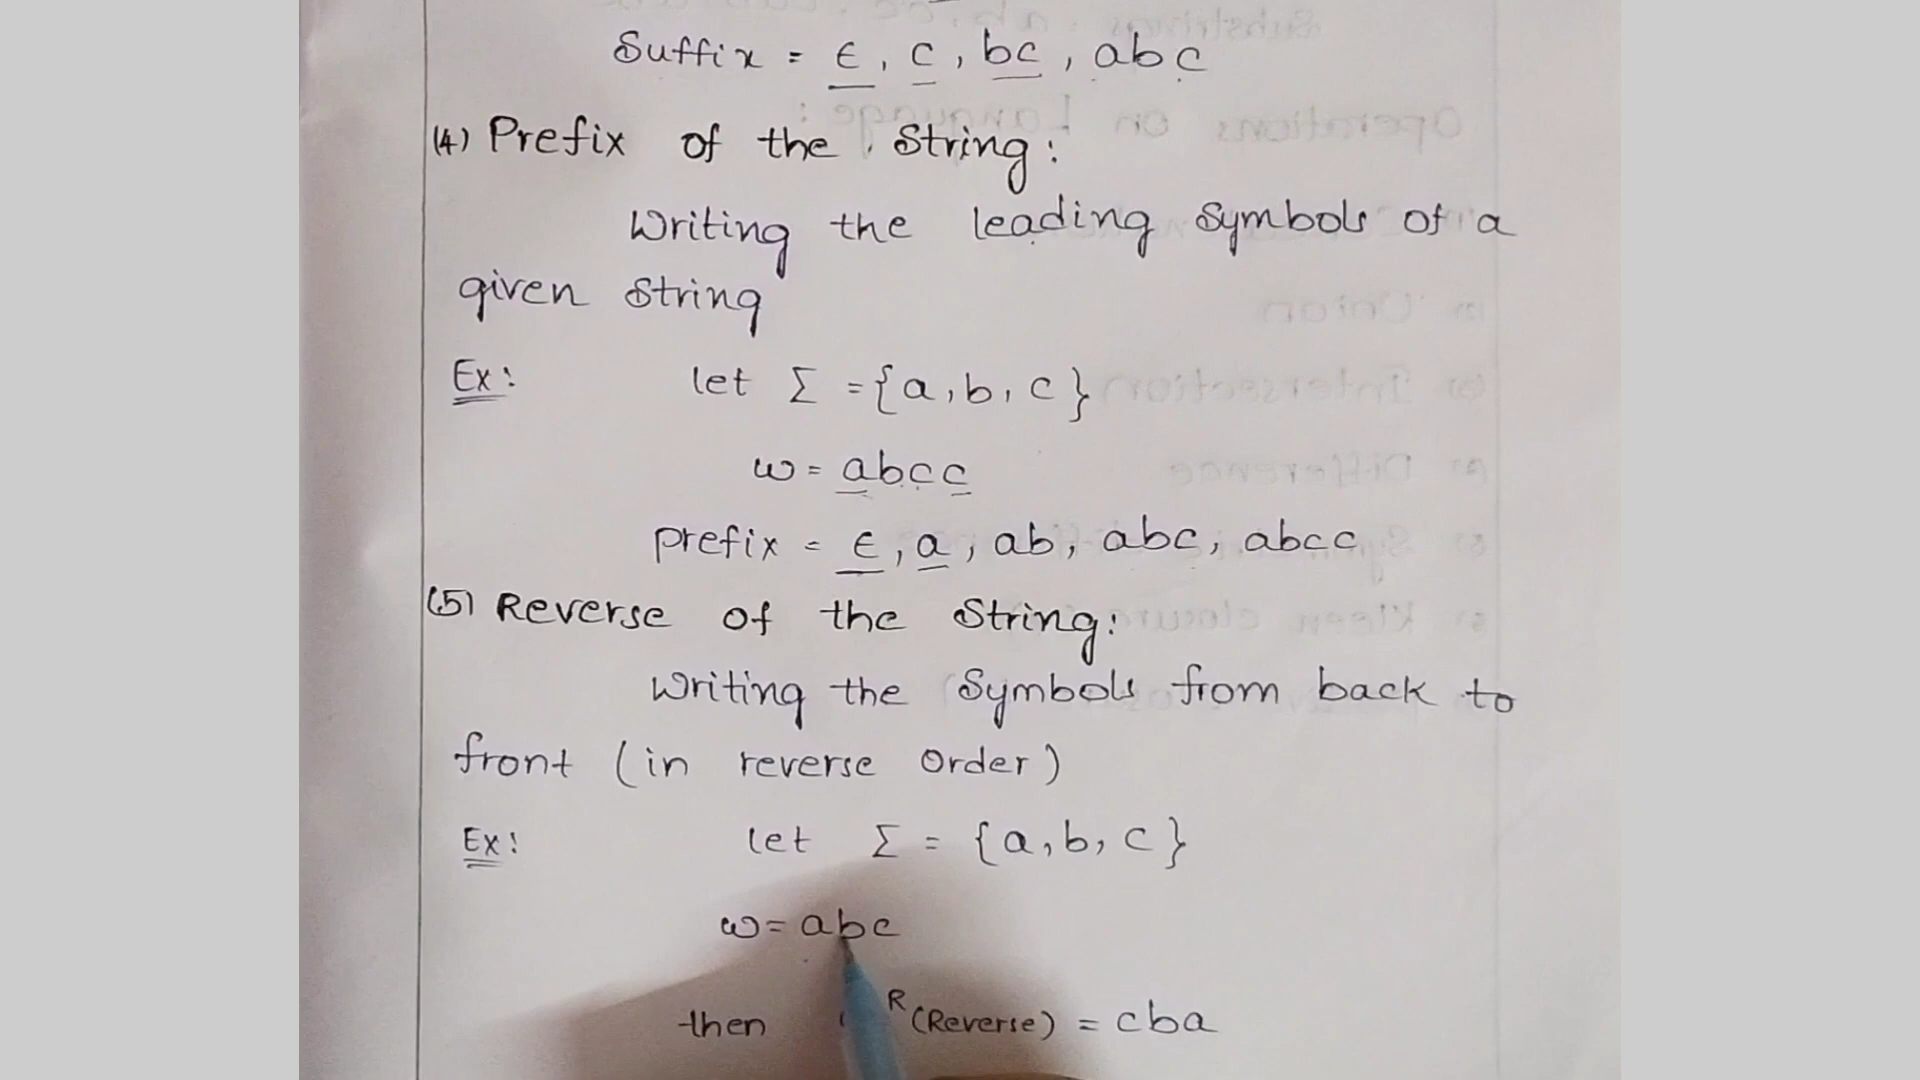 Suffix = ε, c, bc, abc
(4) Prefix of the String:
Writing the leading Symbols of a
given String
Ex: let Σ = {a, b, c}
w = abcc
prefix = ε, a, ab, abc, abcc
(5) Reverse of the String:
Writing the Symbols from back to
front (in reverse Order)
Ex: let Σ = {a, b, c}
w = abc
then R (Reverse) = cba